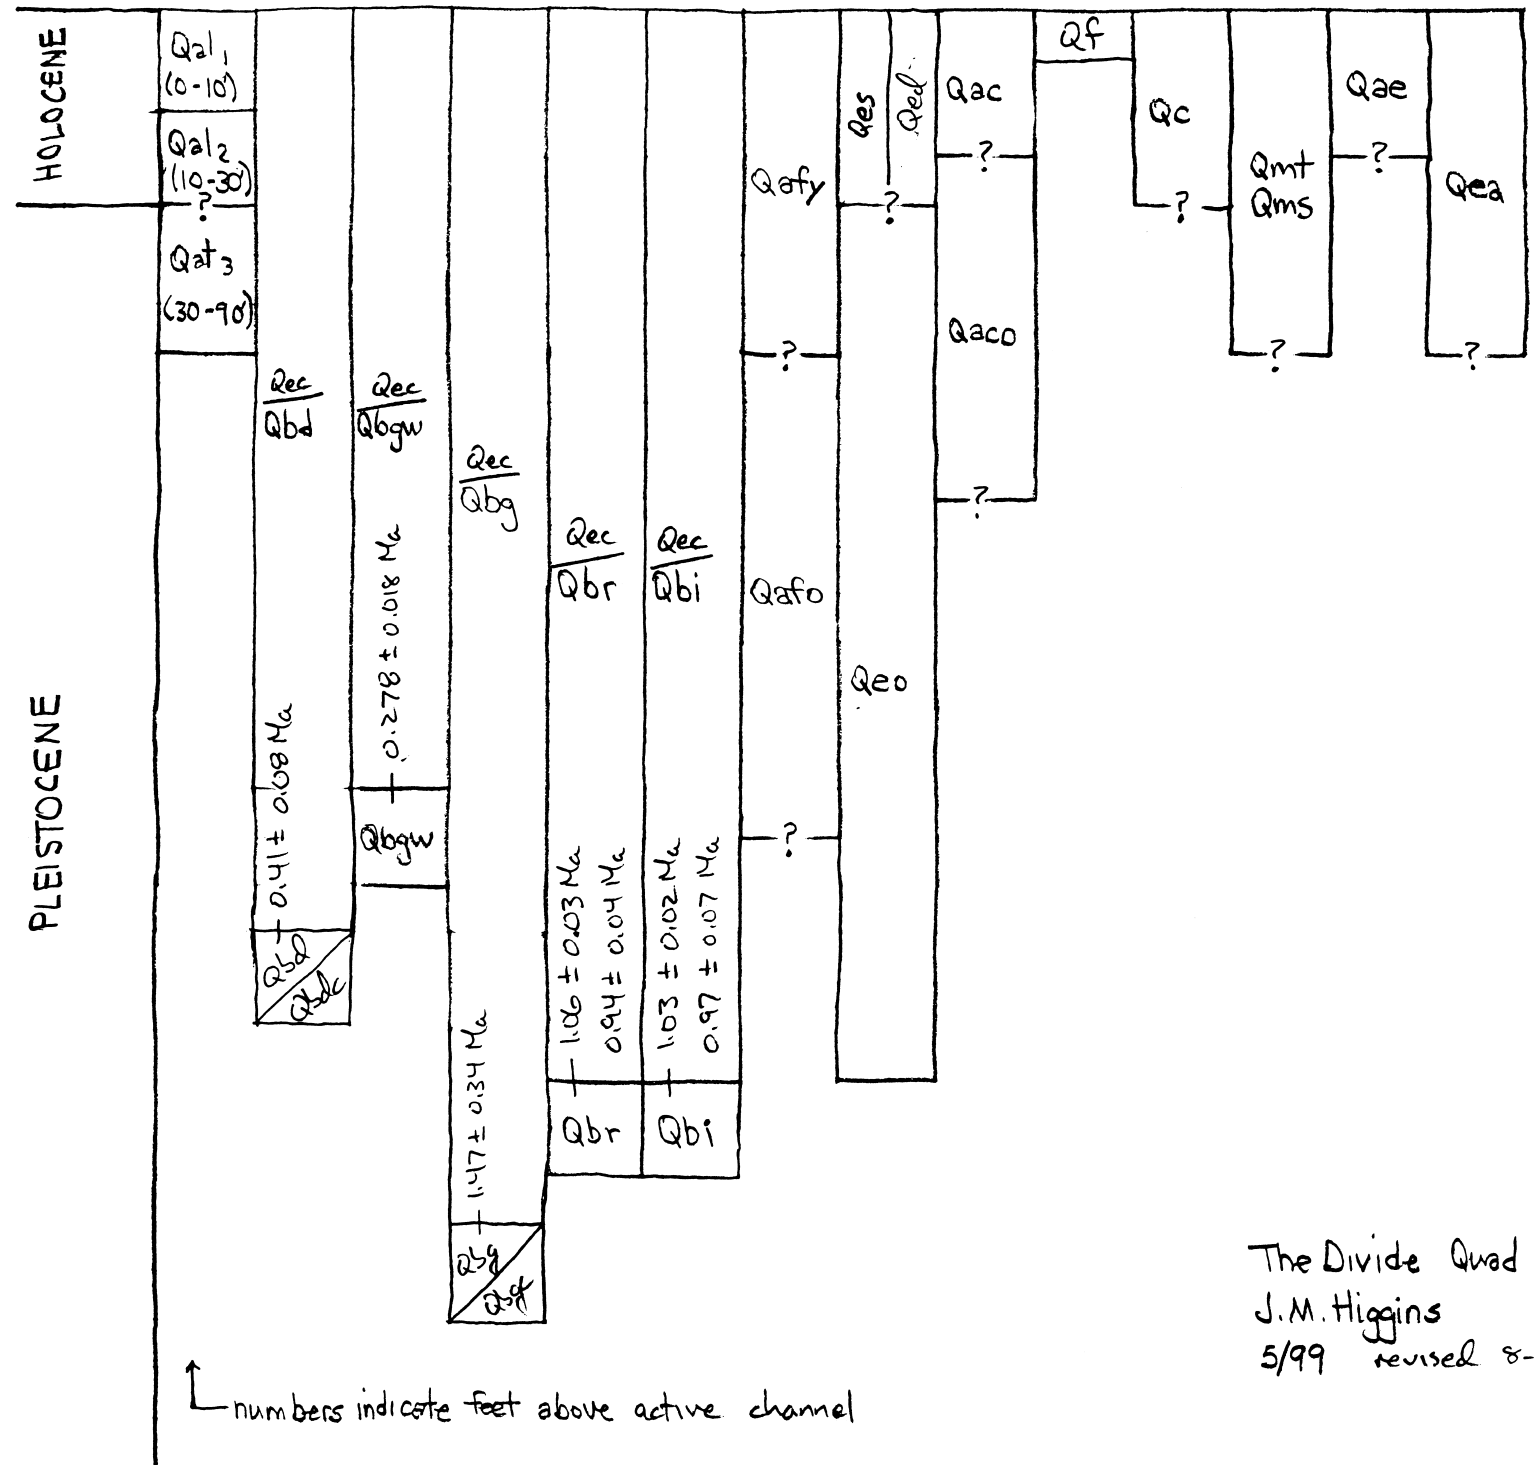 HOLOCENE
PLEISTOCENE
Qal1
(0-10')
Qal2
(10-30')
?
Qat3
(30-90')
Qec
Qbd
0.41 ± 0.08 Ma
Qbd
Qbdc
Qec
Qbgw
0.278 ± 0.018 Ma
Qbgw
Qec
Qbg
1.47 ± 0.34 Ma
Qbg
Qec
Qbr
1.06 ± 0.03 Ma
0.94 ± 0.04 Ma
Qbr
Qec
Qbi
1.03 ± 0.02 Ma
0.97 ± 0.07 Ma
Qbi
Qafy
?
Qafo
?
Qes
Qed
?
Qeo
Qac
?
Qaco
?
Qf
Qc
?
Qmt
Qms
?
Qae
?
Qea
?
The Divide Quad
J.M. Higgins
5/99 revised 8-
numbers indicate feet above active channel